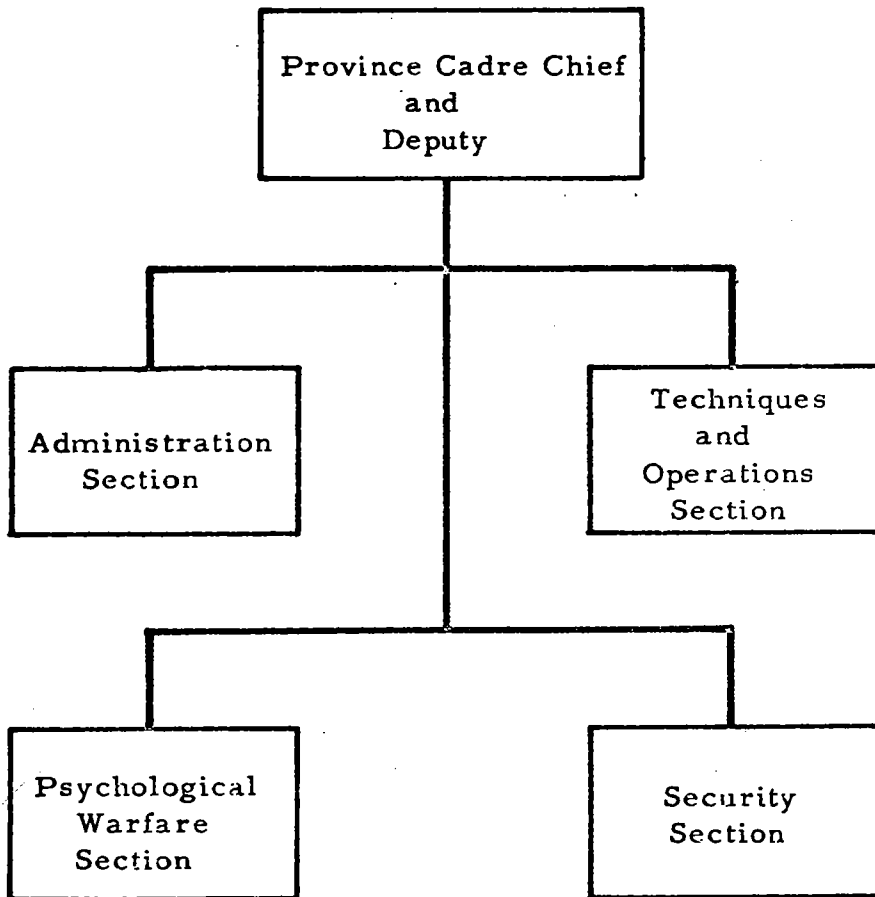 Province Cadre Chief
and
Deputy
Administration
Section
Techniques
and
Operations
Section
Psychological
Warfare
Section
Security
Section